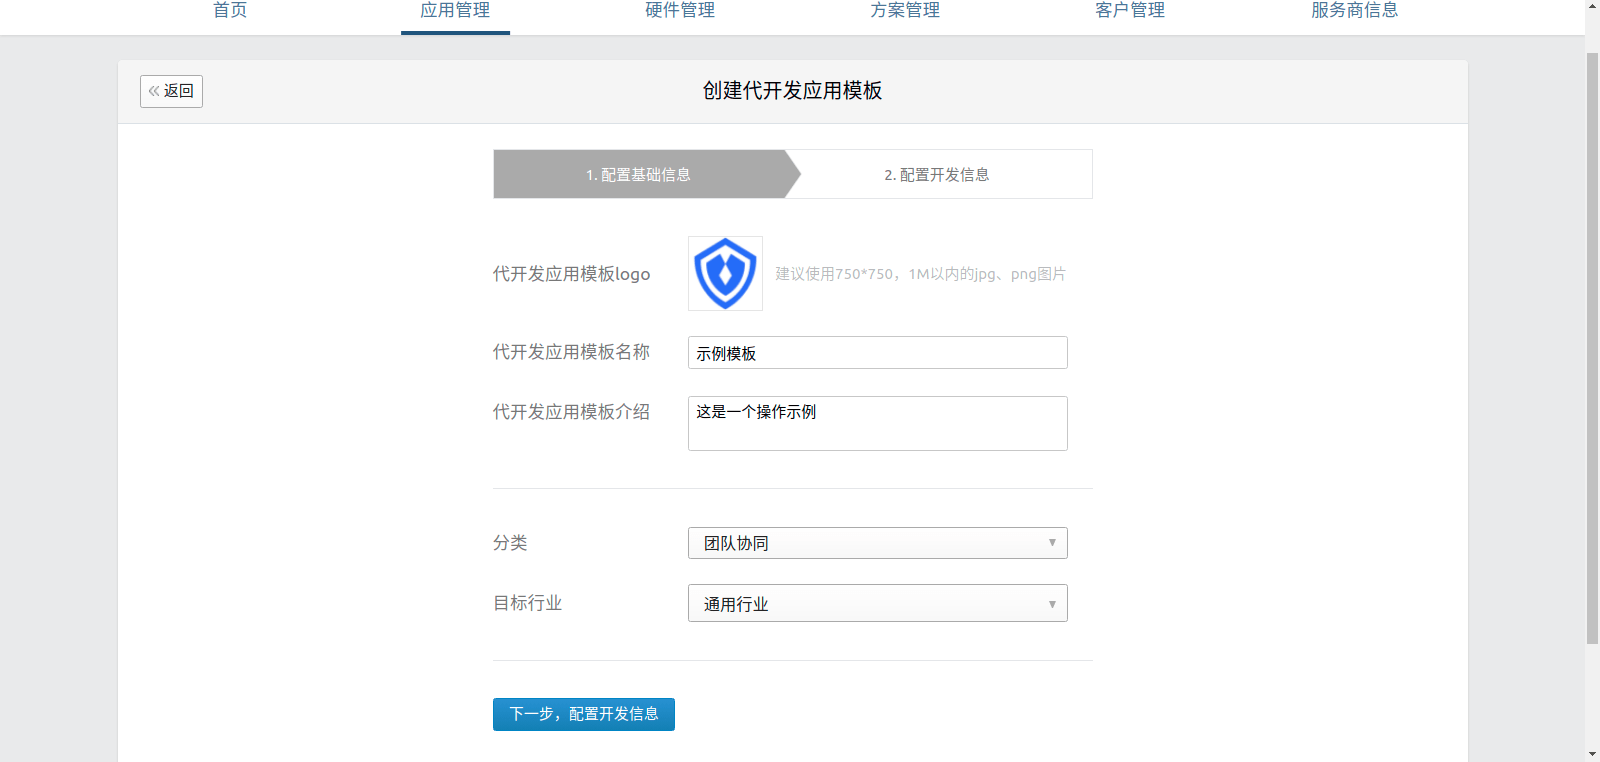 首页 应用管理 硬件管理 方案管理 客户管理 服务商信息
返回 创建代开发应用模板
1. 配置基础信息 2. 配置开发信息
代开发应用模板logo 建议使用750*750，1M以内的jpg、png图片
代开发应用模板名称 示例模板
代开发应用模板介绍 这是一个操作示例
分类 团队协同
目标行业 通用行业
下一步，配置开发信息